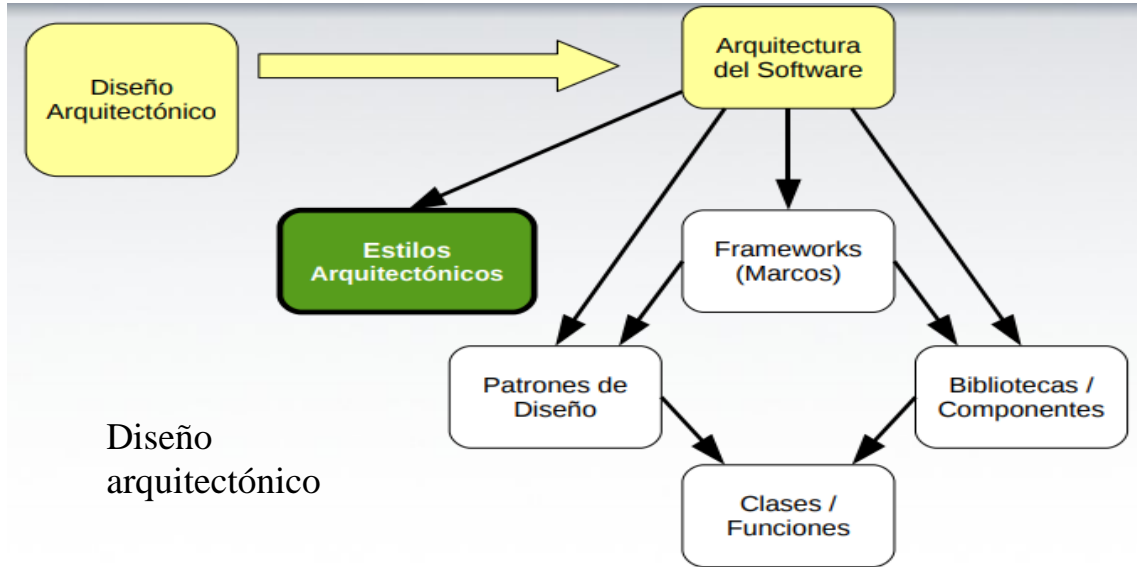 Diseño
Arquitectónico
Arquitectura
del Software
Estilos
Arquitectónicos
Frameworks
(Marcos)
Patrones de
Diseño
Bibliotecas /
Componentes
Diseño
arquitectónico
Clases /
Funciones